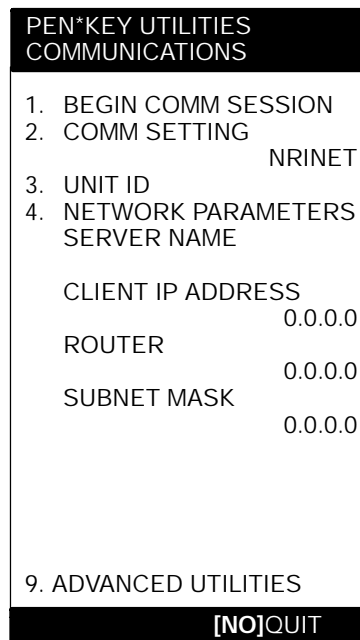 PEN*KEY UTILITIES
COMMUNICATIONS
1. BEGIN COMM SESSION
2. COMM SETTING
NRINET
3. UNIT ID
4. NETWORK PARAMETERS
SERVER NAME
CLIENT IP ADDRESS
0.0.0.0
ROUTER
0.0.0.0
SUBNET MASK
0.0.0.0
9. ADVANCED UTILITIES
[NO]QUIT